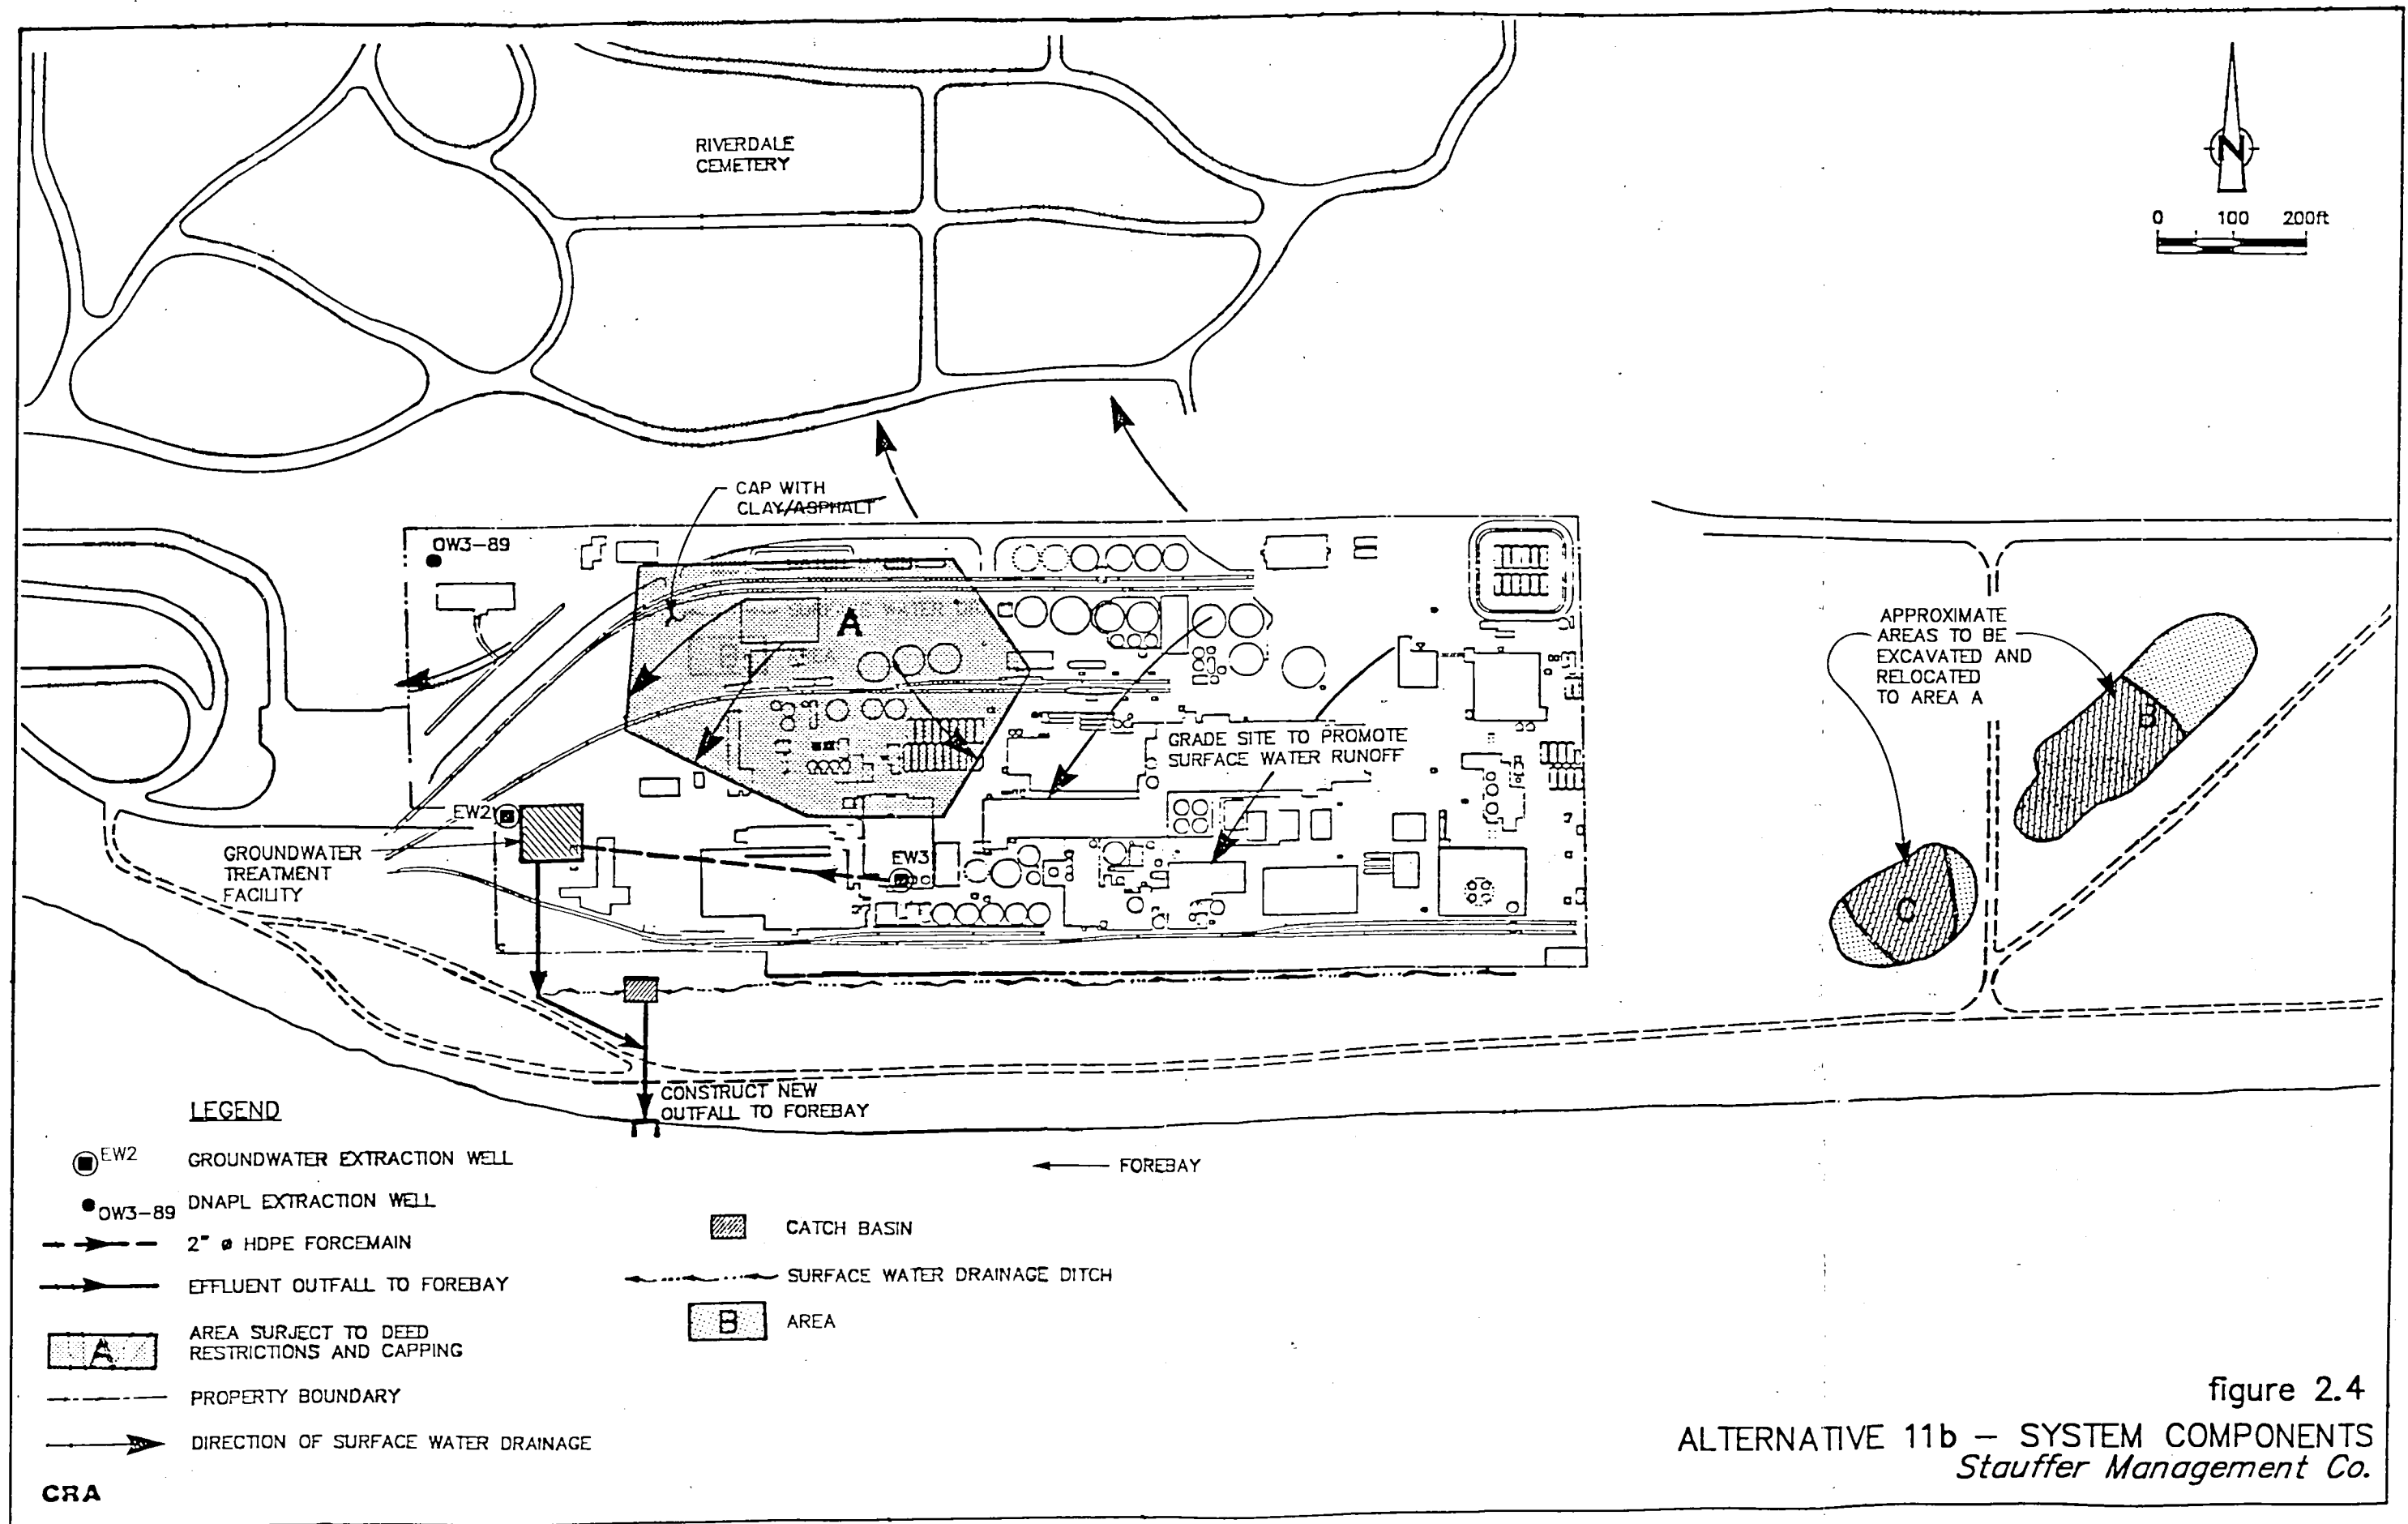 RIVERDALE
CEMETERY
N
0 100 200ft
CAP WITH
CLAY/ASPHALT
OW3-89
A
APPROXIMATE
AREAS TO BE
EXCAVATED AND
RELOCATED
TO AREA A
B
GRADE SITE TO PROMOTE
SURFACE WATER RUNOFF
EW2
GROUNDWATER
TREATMENT
FACILITY
EW3
C
CONSTRUCT NEW
OUTFALL TO FOREBAY
FOREBAY
LEGEND
EW2 GROUNDWATER EXTRACTION WELL
OW3-89 DNAPL EXTRACTION WELL
2" ø HDPE FORCEMAIN
EFFLUENT OUTFALL TO FOREBAY
A AREA SURJECT TO DEED
RESTRICTIONS AND CAPPING
PROPERTY BOUNDARY
DIRECTION OF SURFACE WATER DRAINAGE
CATCH BASIN
SURFACE WATER DRAINAGE DITCH
B AREA
figure 2.4
ALTERNATIVE 11b — SYSTEM COMPONENTS
Stauffer Management Co.
CRA